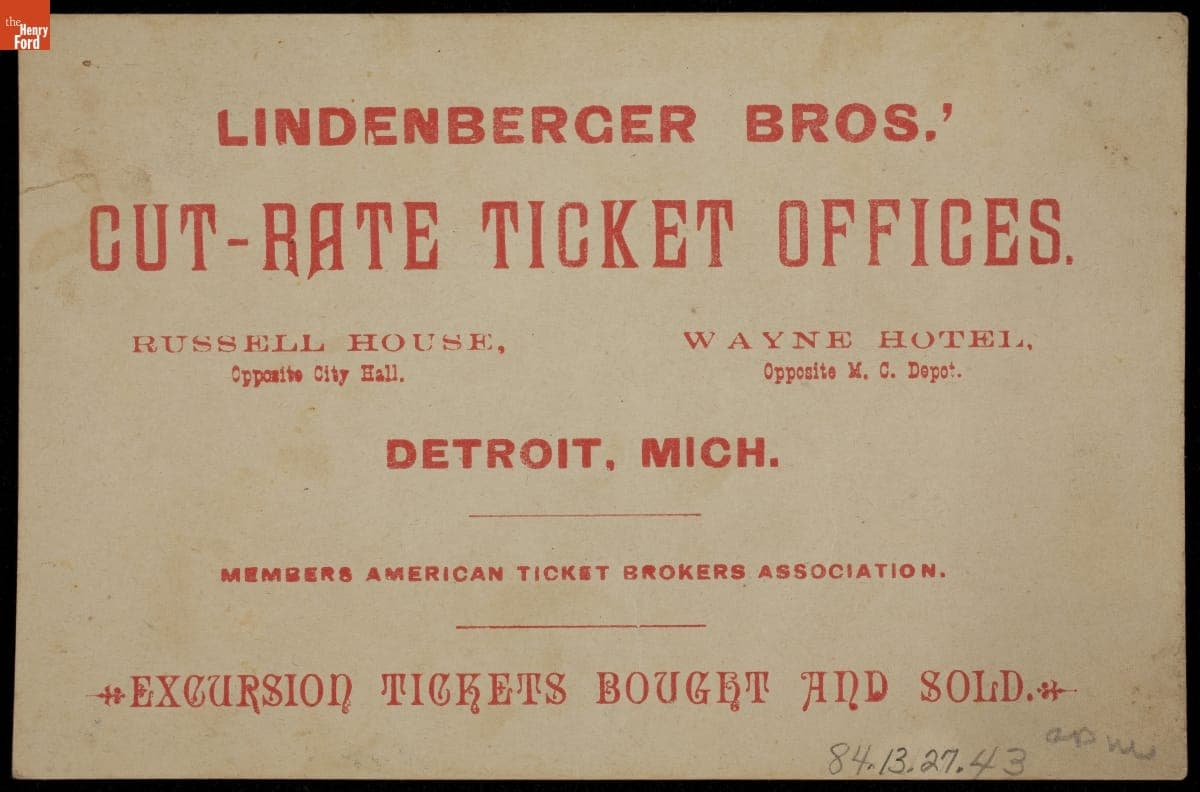 the
Henry
Ford
LINDENBERGER BROS.'
CUT-RATE TICKET OFFICES.
RUSSELL HOUSE,
Opposite City Hall.
WAYNE HOTEL,
Opposite M. C. Depot.
DETROIT, MICH.
MEMBERS AMERICAN TICKET BROKERS ASSOCIATION.
EXCURSION TICKETS BOUGHT AND SOLD.
84.13.27.43